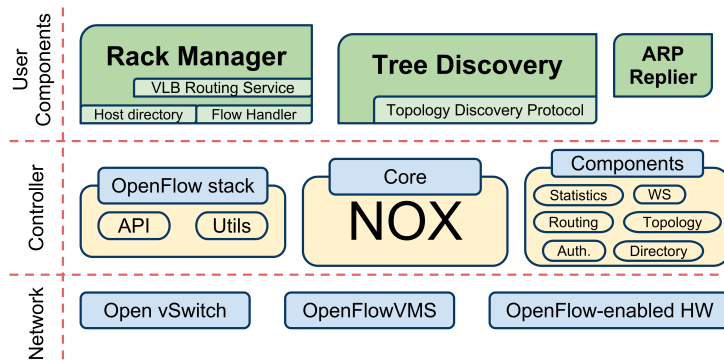 User
Components
Rack Manager
VLB Routing Service
Host directory
Flow Handler
Tree Discovery
Topology Discovery Protocol
ARP
Replier
Controller
OpenFlow stack
API
Utils
Core
NOX
Components
Statistics
WS
Routing
Topology
Auth.
Directory
Network
Open vSwitch
OpenFlowVMS
OpenFlow-enabled HW